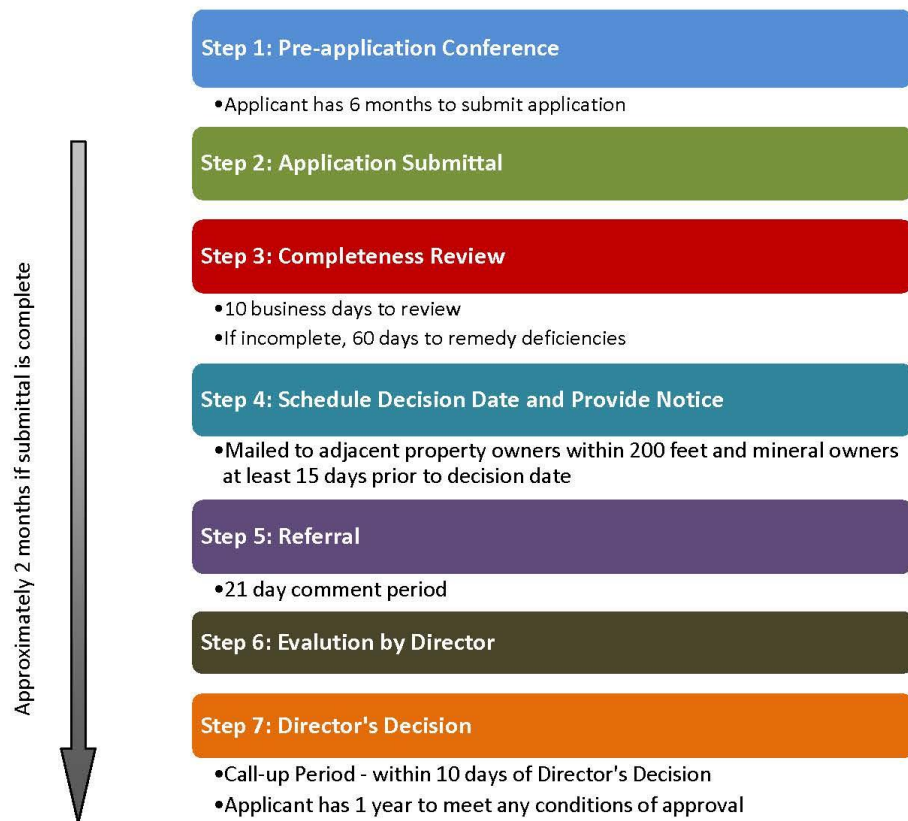 Step 1: Pre-application Conference
•Applicant has 6 months to submit application
Step 2: Application Submittal
Step 3: Completeness Review
•10 business days to review
•If incomplete, 60 days to remedy deficiencies
Step 4: Schedule Decision Date and Provide Notice
•Mailed to adjacent property owners within 200 feet and mineral owners
at least 15 days prior to decision date
Step 5: Referral
•21 day comment period
Step 6: Evalution by Director
Step 7: Director's Decision
•Call-up Period - within 10 days of Director's Decision
•Applicant has 1 year to meet any conditions of approval
Approximately 2 months if submittal is complete